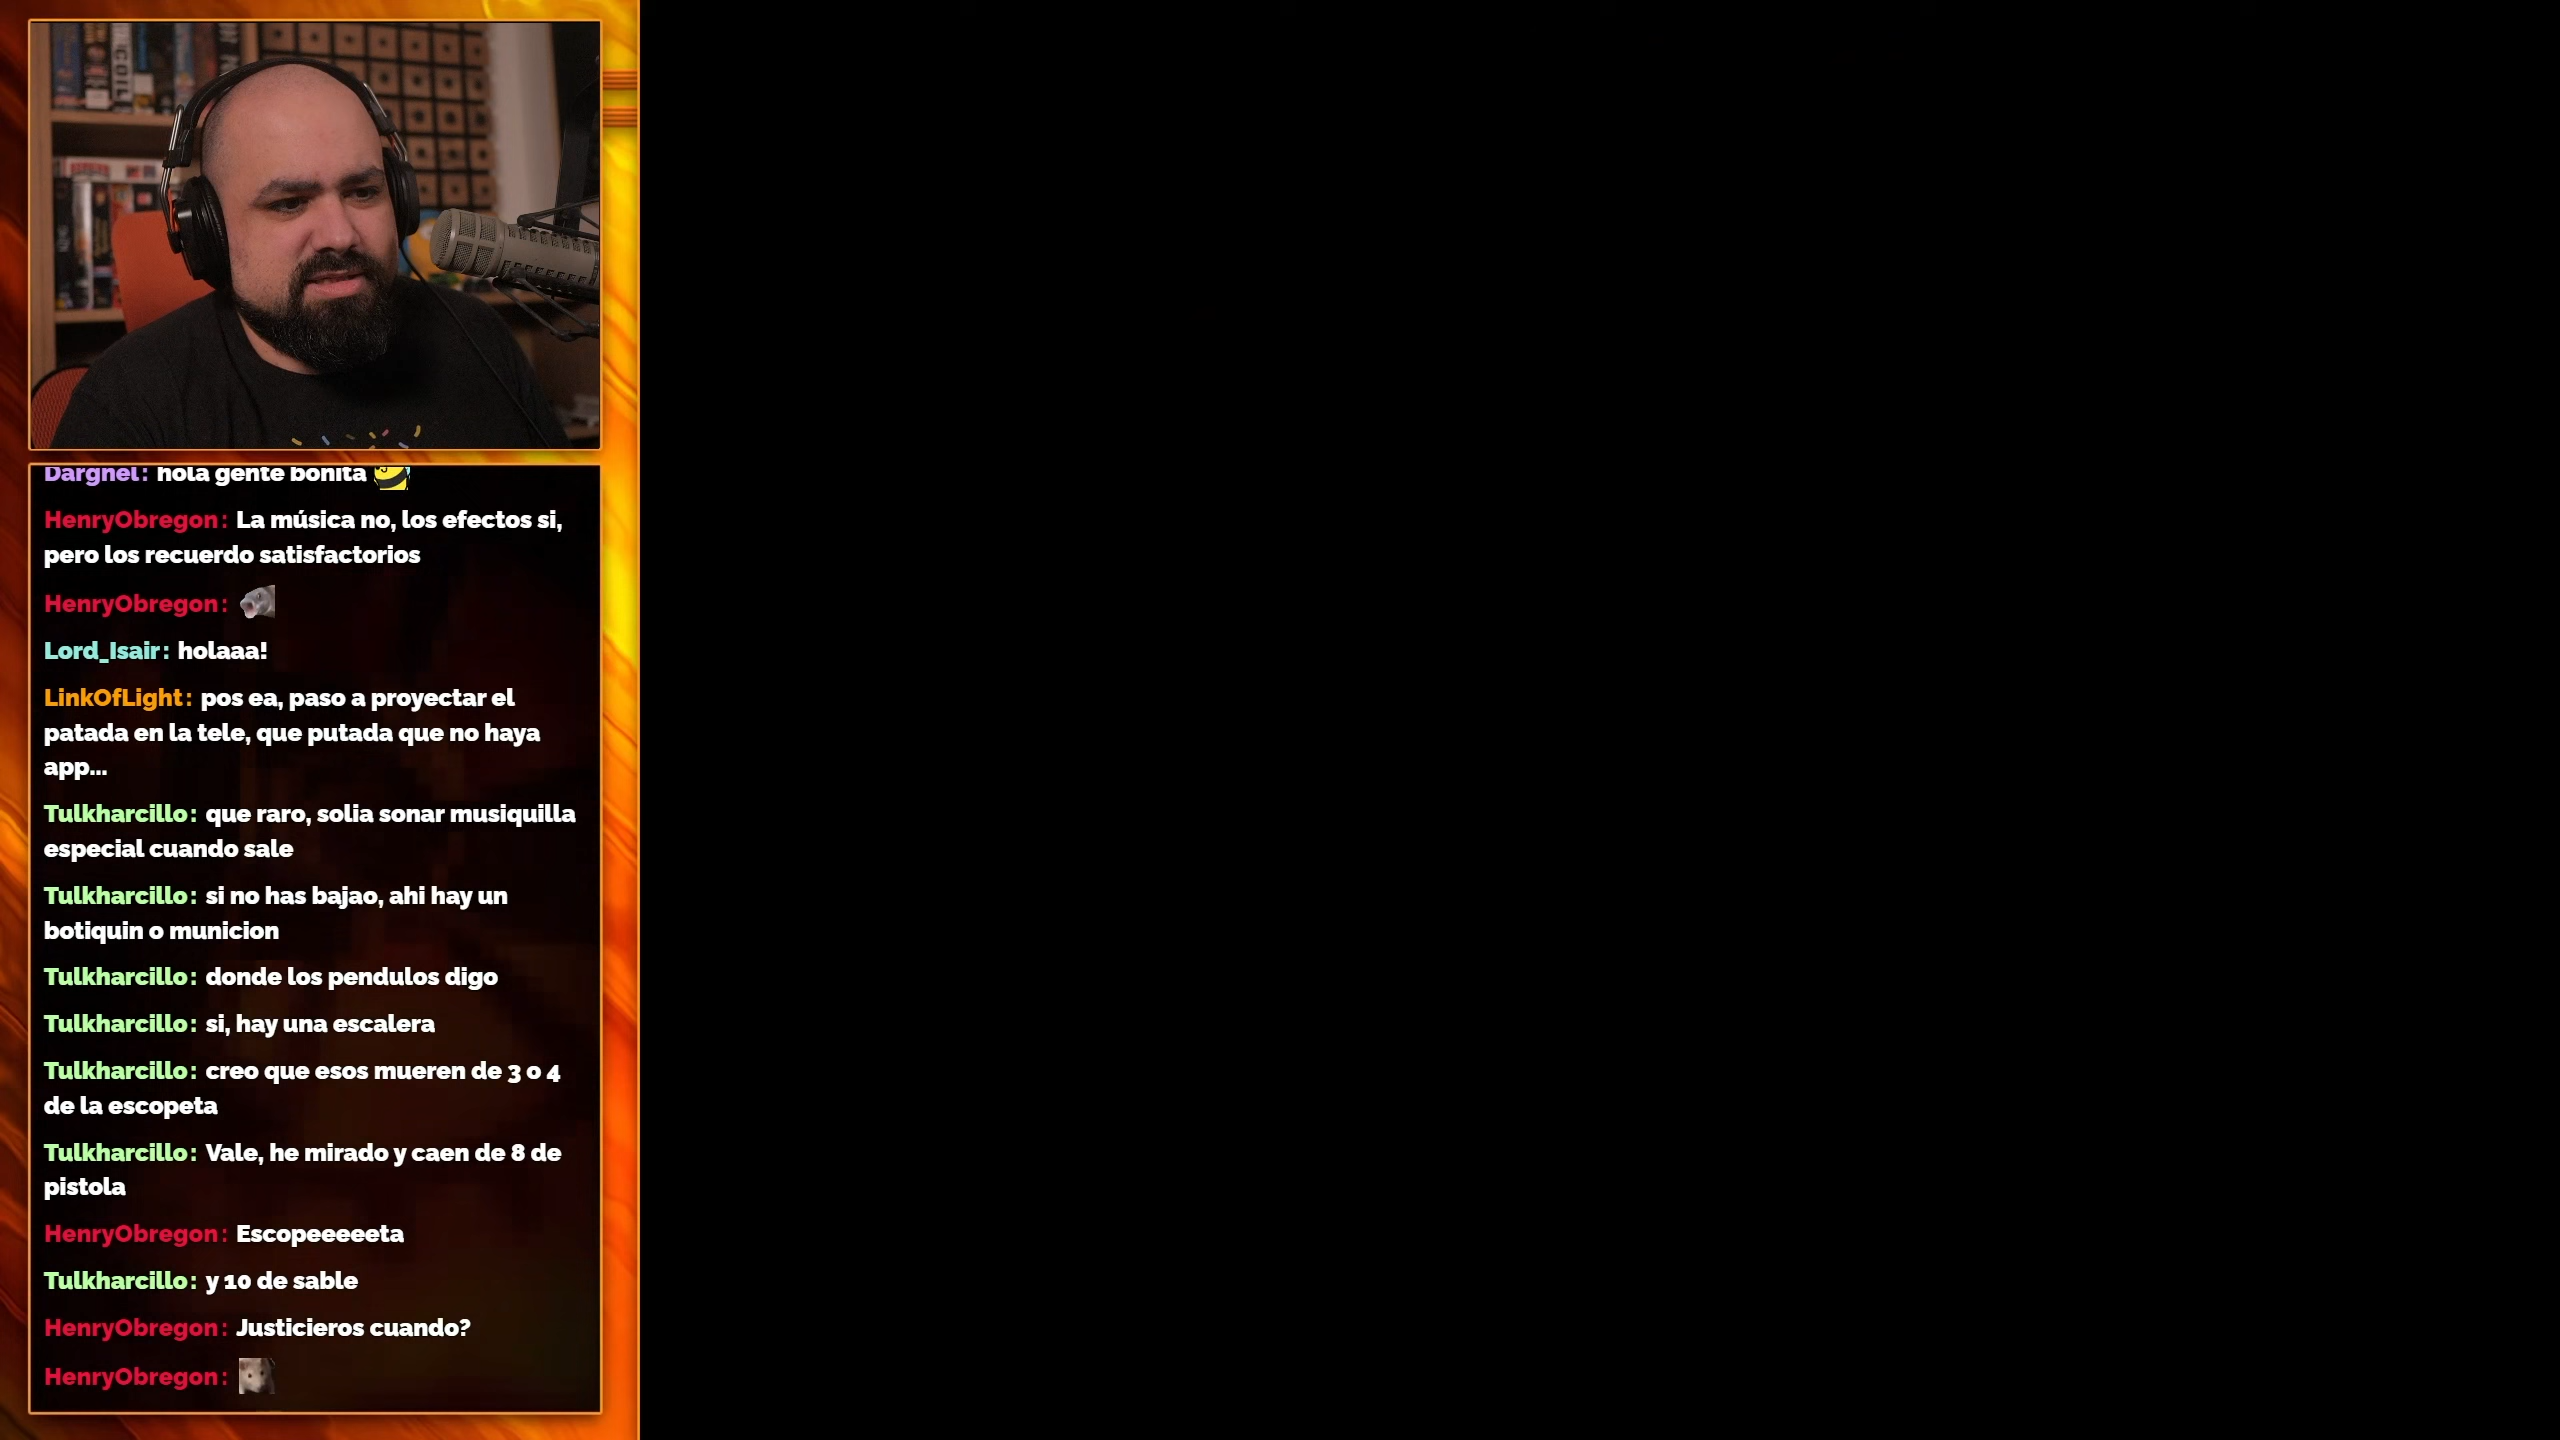 Dargnel: hola gente bonita
HenryObregon: La música no, los efectos si,
pero los recuerdo satisfactorios
HenryObregon:
Lord_Isair: holaaa!
LinkOfLight: pos ea, paso a proyectar el
patada en la tele, que putada que no haya
app...
Tulkharcillo: que raro, solia sonar musiquilla
especial cuando sale
Tulkharcillo: si no has bajao, ahi hay un
botiquin o municion
Tulkharcillo: donde los pendulos digo
Tulkharcillo: si, hay una escalera
Tulkharcillo: creo que esos mueren de 3 o 4
de la escopeta
Tulkharcillo: Vale, he mirado y caen de 8 de
pistola
HenryObregon: Escopeeeeeta
Tulkharcillo: y 10 de sable
HenryObregon: Justicieros cuando?
HenryObregon: